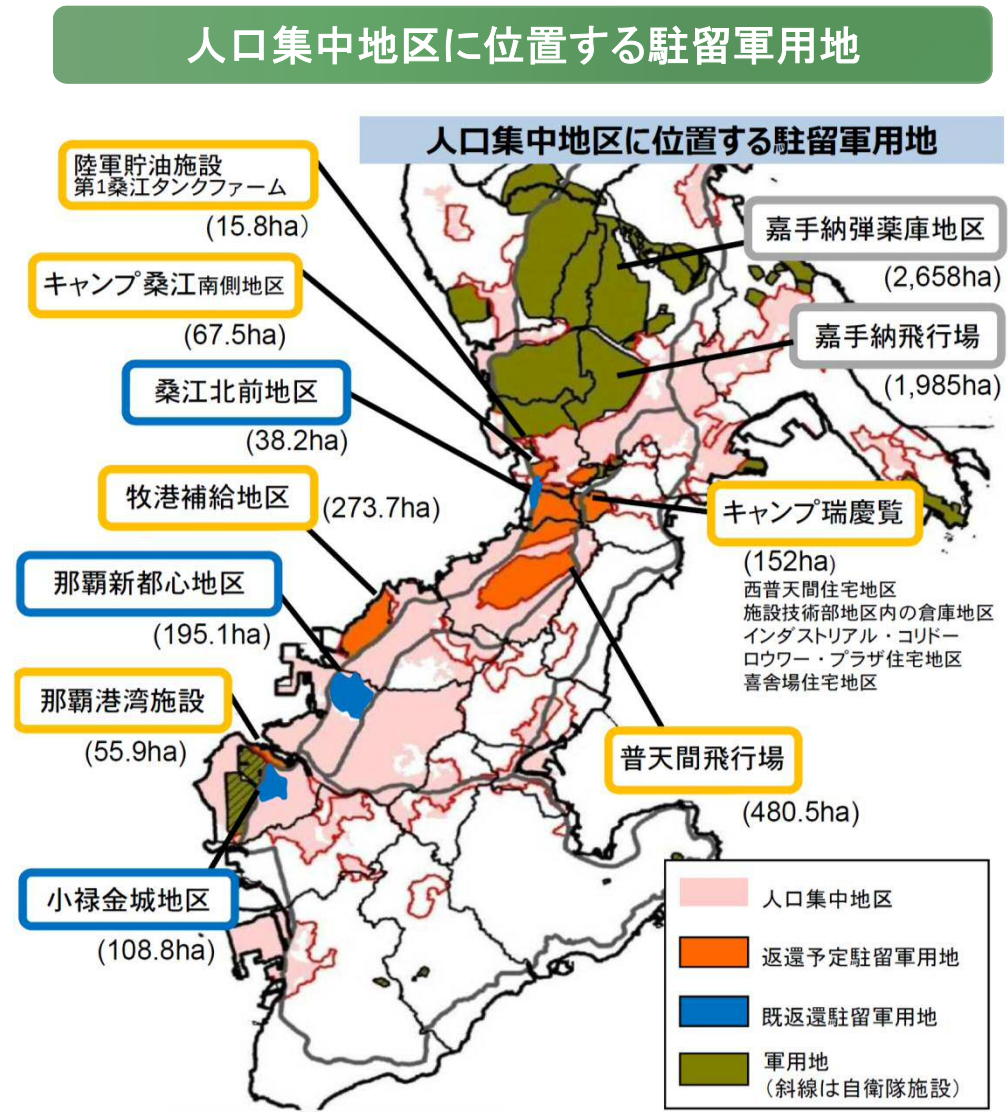 人口集中地区に位置する駐留軍用地
人口集中地区に位置する駐留軍用地
陸軍貯油施設
第1桑江タンクファーム
(15.8ha)
キャンプ桑江南側地区
(67.5ha)
桑江北前地区
(38.2ha)
牧港補給地区
(273.7ha)
那覇新都心地区
(195.1ha)
那覇港湾施設
(55.9ha)
小禄金城地区
(108.8ha)
嘉手納弾薬庫地区
(2,658ha)
嘉手納飛行場
(1,985ha)
キャンプ瑞慶覧
(152ha)
西普天間住宅地区
施設技術部地区内の倉庫地区
インダストリアル・コリドー
ロウワー・プラザ住宅地区
喜舎場住宅地区
普天間飛行場
(480.5ha)
人口集中地区
返還予定駐留軍用地
既返還駐留軍用地
軍用地
(斜線は自衛隊施設)